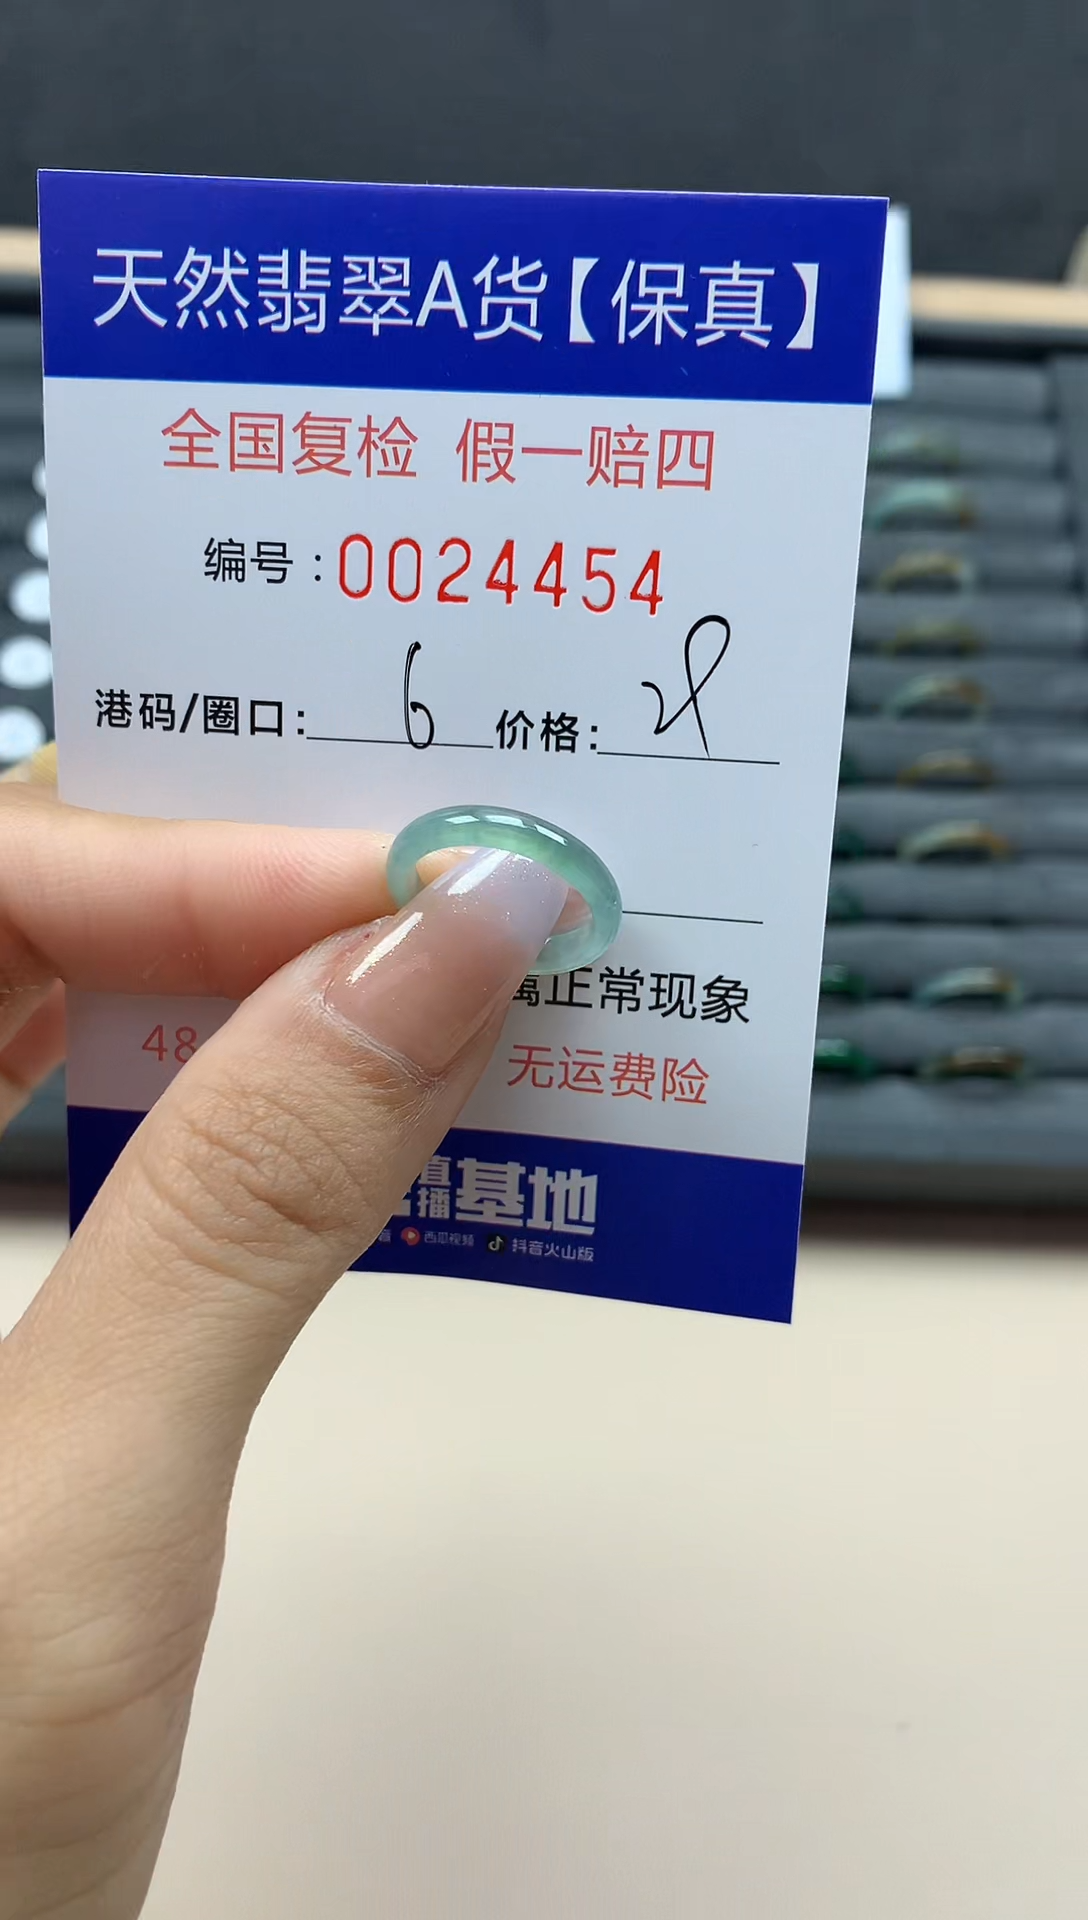 天然翡翠A货【保真】
全国复检 假一赔四
编号：0024454
港码/圈口： 6 价格：
属正常现象
48 无运费险
直播基地
西瓜视频 抖音火山版